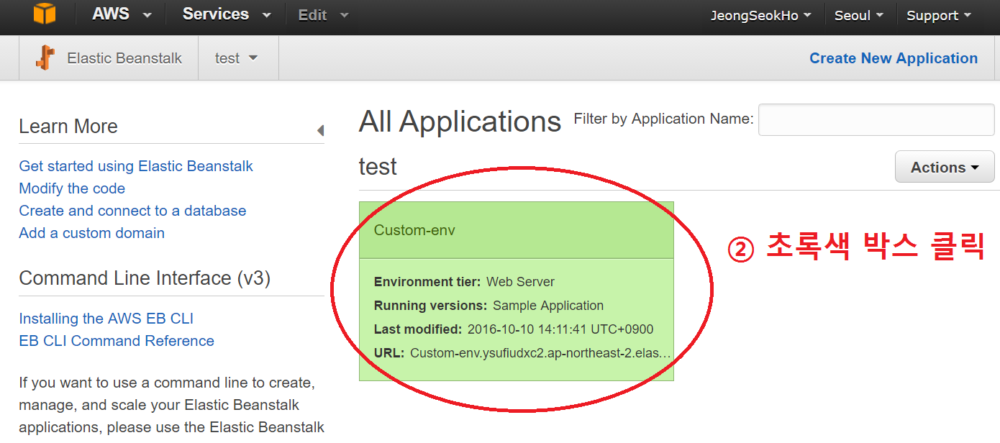 AWS Services Edit JeongSeokHo Seoul Support
Elastic Beanstalk test Create New Application
Learn More
Get started using Elastic Beanstalk
Modify the code
Create and connect to a database
Add a custom domain
Command Line Interface (v3)
Installing the AWS EB CLI
EB CLI Command Reference
If you want to use a command line to create,
manage, and scale your Elastic Beanstalk
applications, please use the Elastic Beanstalk
All Applications Filter by Application Name:
test Actions
Custom-env
Environment tier: Web Server
Running versions: Sample Application
Last modified: 2016-10-10 14:11:41 UTC+0900
URL: Custom-env.ysufiudxc2.ap-northeast-2.elas…
② 초록색 박스 클릭